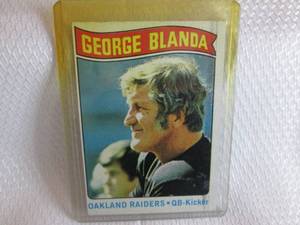 GEORGE BLANDA
OAKLAND RAIDERS • QB-Kicker